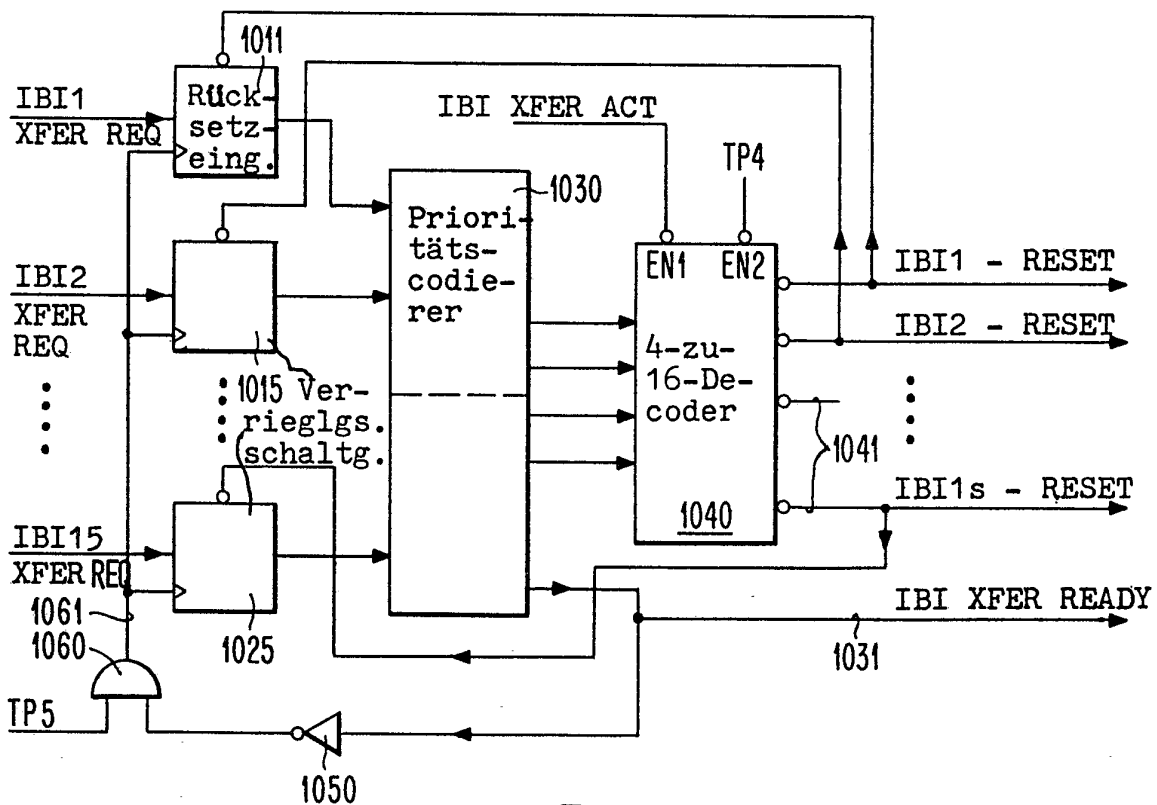 1011
IBI1
XFER REQ
Rück-
setz-
eing.
IBI XFER ACT
TP4
1030
Priori-
täts-
codie-
rer
EN1 EN2
IBI1 - RESET
IBI2
XFER
REQ
IBI2 - RESET
4-zu-
16-De-
coder
1015 Ver-
rieglgs.
schaltg.
1041
1040
IBI1s - RESET
IBI15
XFER REQ
1061
1060
1025
IBI XFER READY
1031
TP5
1050